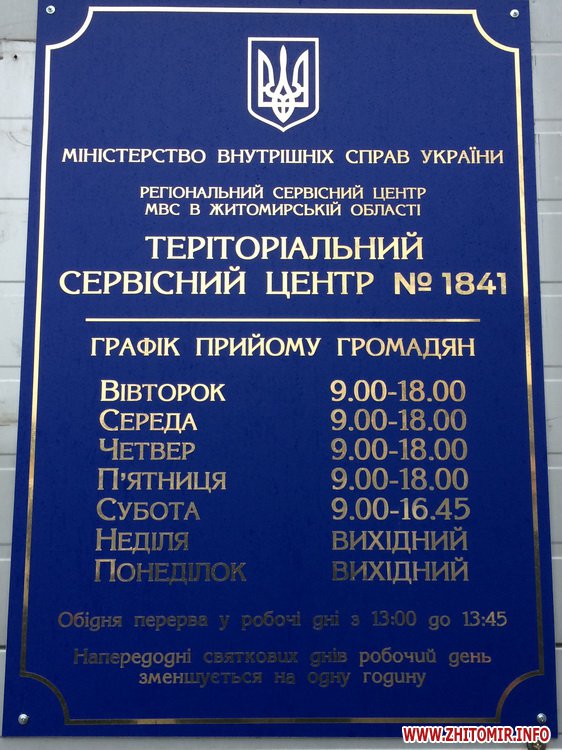 МІНІСТЕРСТВО ВНУТРІШНІХ СПРАВ УКРАЇНИ
РЕГІОНАЛЬНИЙ СЕРВІСНИЙ ЦЕНТР
МВС В ЖИТОМИРСЬКІЙ ОБЛАСТІ
ТЕРІТОРІАЛЬНИЙ
СЕРВІСНИЙ ЦЕНТР № 1841
ГРАФІК ПРИЙОМУ ГРОМАДЯН
ВІВТОРОК 9.00-18.00
СЕРЕДА 9.00-18.00
ЧЕТВЕР 9.00-18.00
П'ЯТНИЦЯ 9.00-18.00
СУБОТА 9.00-16.45
НЕДІЛЯ ВИХІДНИЙ
ПОНЕДІЛОК ВИХІДНИЙ
Обідня перерва у робочі дні з 13:00 до 13:45
Напередодні святкових днів робочий день
зменшується на одну годину
WWW.ZHITOMIR.INFO